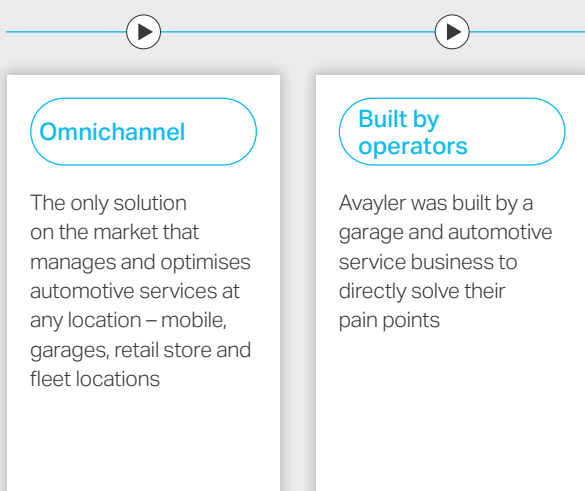 Omnichannel
The only solution
on the market that
manages and optimises
automotive services at
any location – mobile,
garages, retail store and
fleet locations
Built by
operators
Avayler was built by a
garage and automotive
service business to
directly solve their
pain points